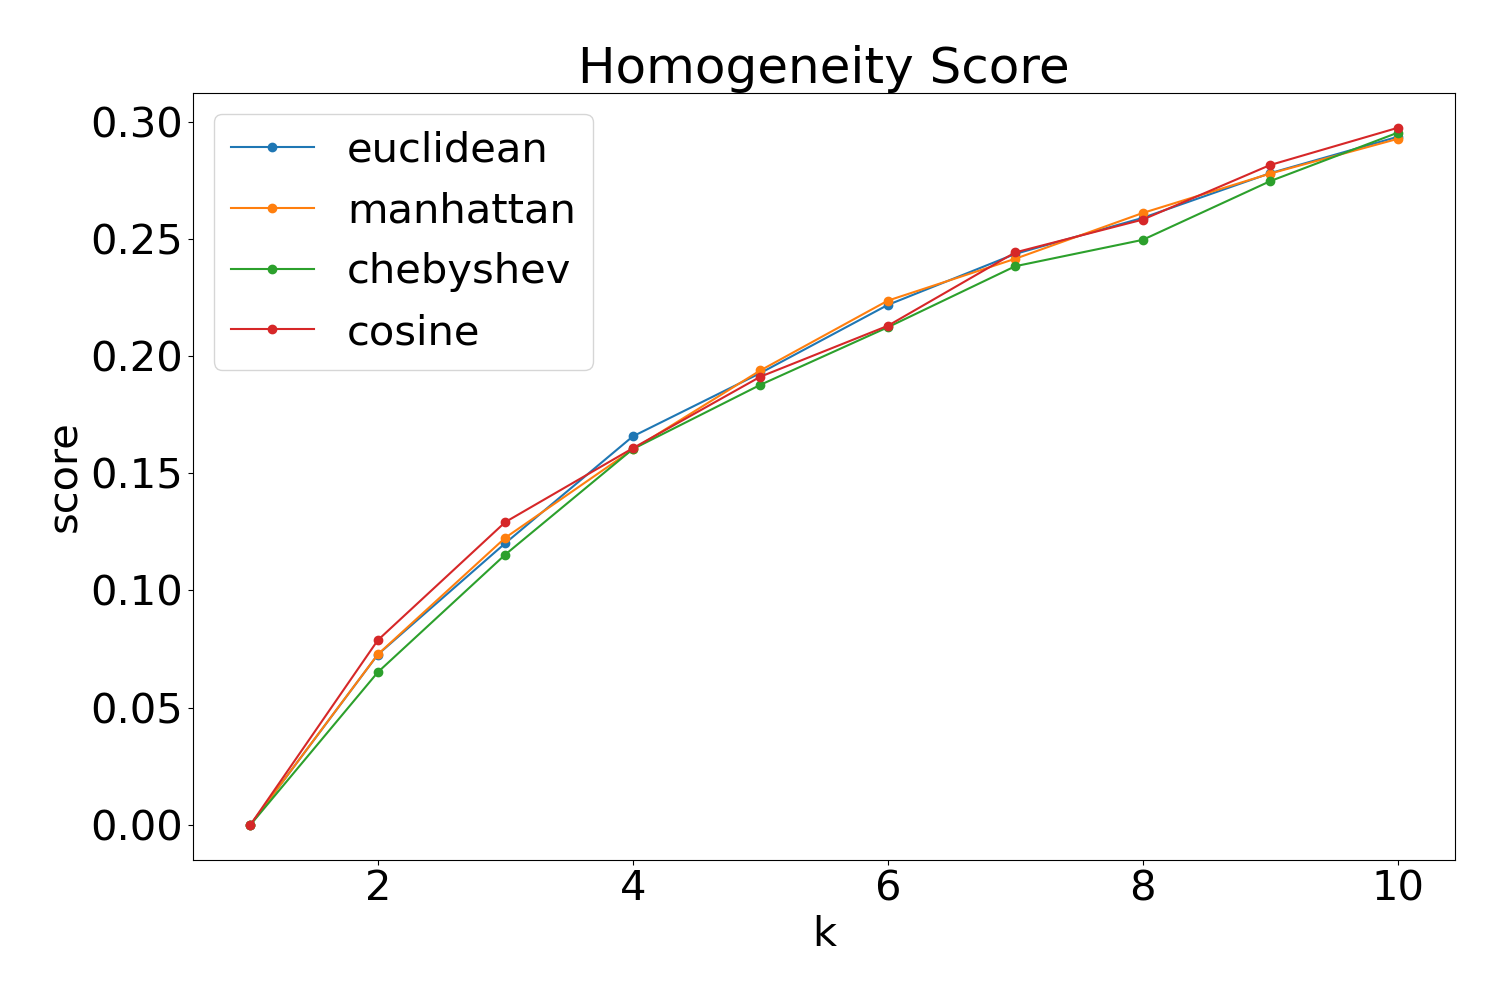 Homogeneity Score
euclidean
manhattan
chebyshev
cosine
0.30
0.25
0.20
0.15
0.10
0.05
0.00
score
2 4 6 8 10
k